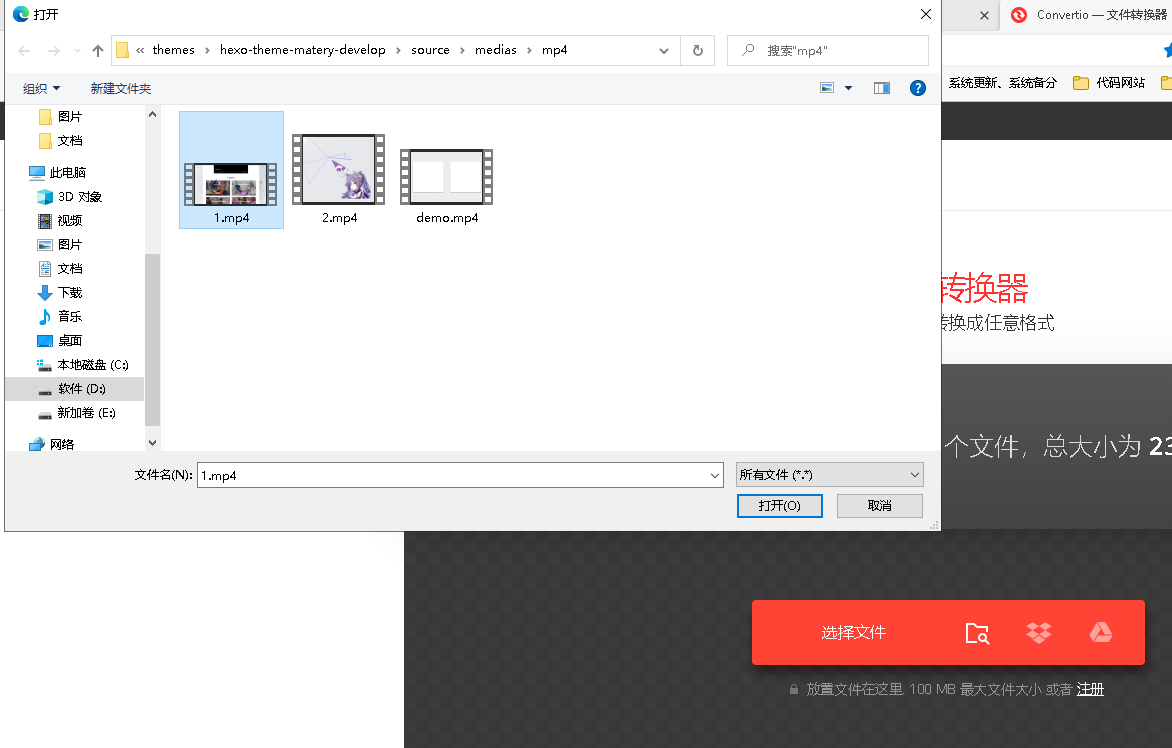 打开
Convertio — 文件转换器
« themes › hexo-theme-matery-develop › source › medias › mp4
搜索"mp4"
组织
新建文件夹
系统更新、系统备分
代码网站
图片
文档
此电脑
3D 对象
视频
图片
文档
下载
音乐
桌面
本地磁盘 (C:)
软件 (D:)
新加卷 (E:)
网络
1.mp4
2.mp4
demo.mp4
转换器
转换成任意格式
个文件，总大小为 23
文件名(N):
1.mp4
所有文件 (*.*)
打开(O)
取消
选择文件
放置文件在这里. 100 MB 最大文件大小 或者 注册